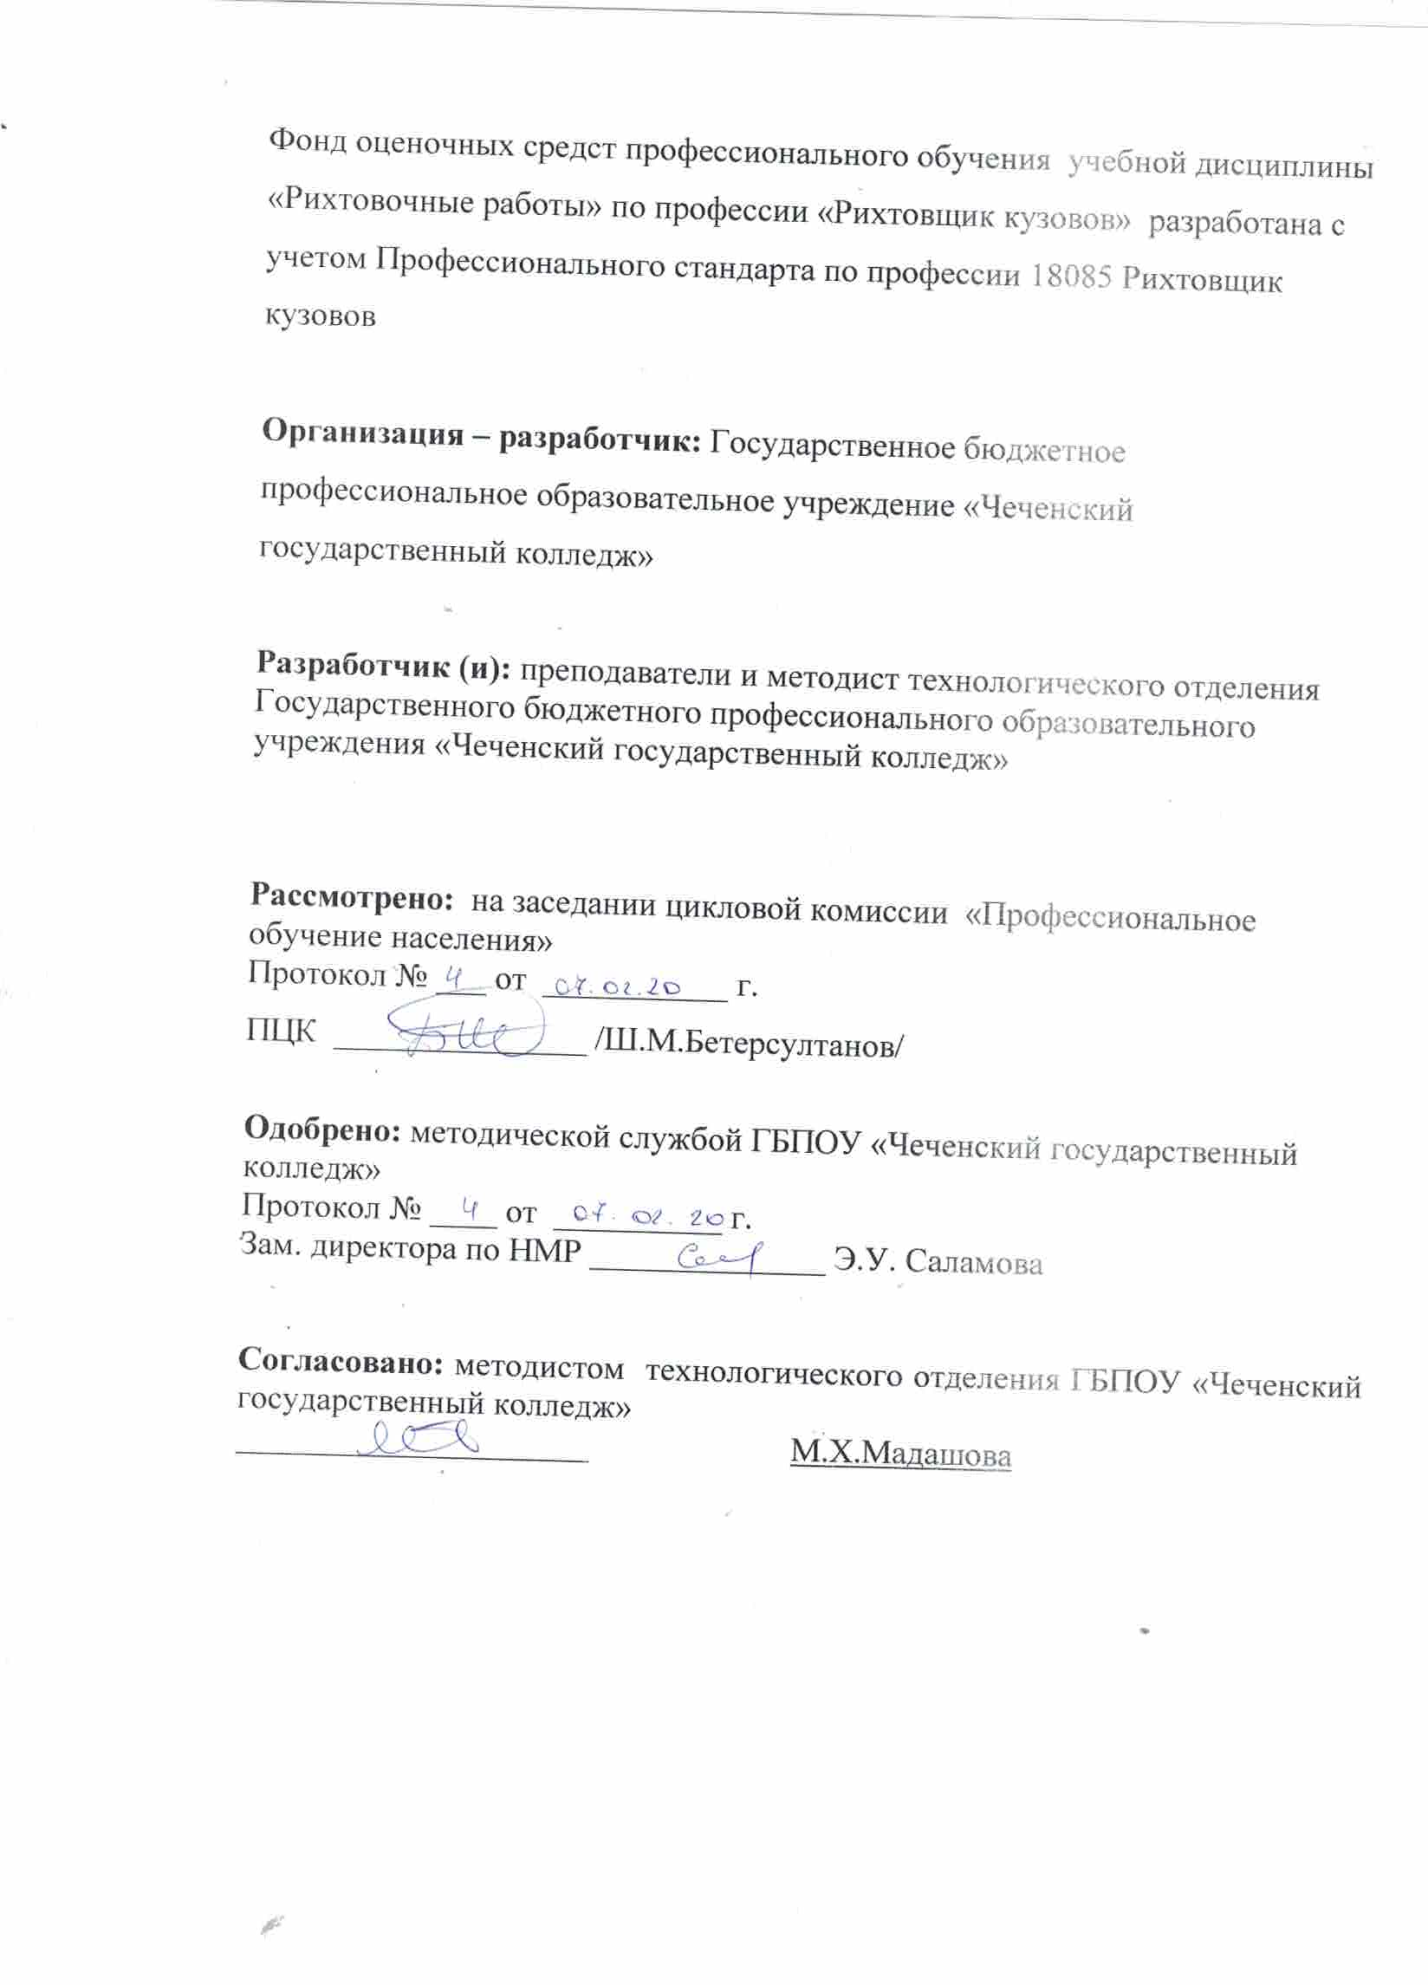 Фонд оценочных средст профессионального обучения учебной дисциплины
«Рихтовочные работы» по профессии «Рихтовщик кузовов» разработана с
учетом Профессионального стандарта по профессии 18085 Рихтовщик
кузовов
Организация – разработчик: Государственное бюджетное
профессиональное образовательное учреждение «Чеченский
государственный колледж»
Разработчик (и): преподаватели и методист технологического отделения
Государственного бюджетного профессионального образовательного
учреждения «Чеченский государственный колледж»
Рассмотрено: на заседании цикловой комиссии «Профессиональное
обучение населения»
Протокол № 4 от 07.02.20 г.
ПЦК /Ш.М.Бетерсултанов/
Одобрено: методической службой ГБПОУ «Чеченский государственный
колледж»
Протокол № 4 от 07.02.20 г.
Зам. директора по НМР Э.У. Саламова
Согласовано: методистом технологического отделения ГБПОУ «Чеченский
государственный колледж»
М.Х.Мадашова